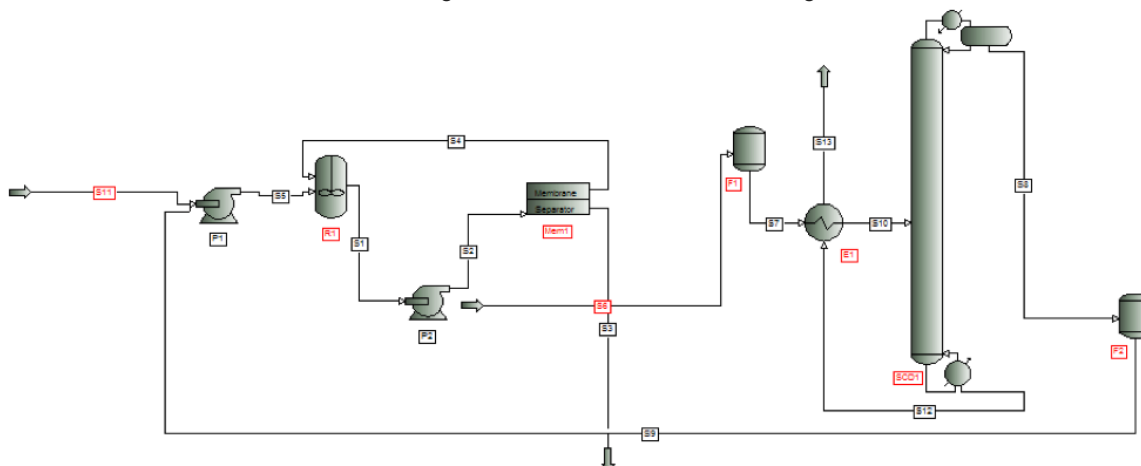 S4
S13
S8
F1
S11
S5
Membrane
Separator
S7
S10
P1
R1
S1
S2
Mem1
E1
S6
P2
S3
F2
SCD1
S12
S9